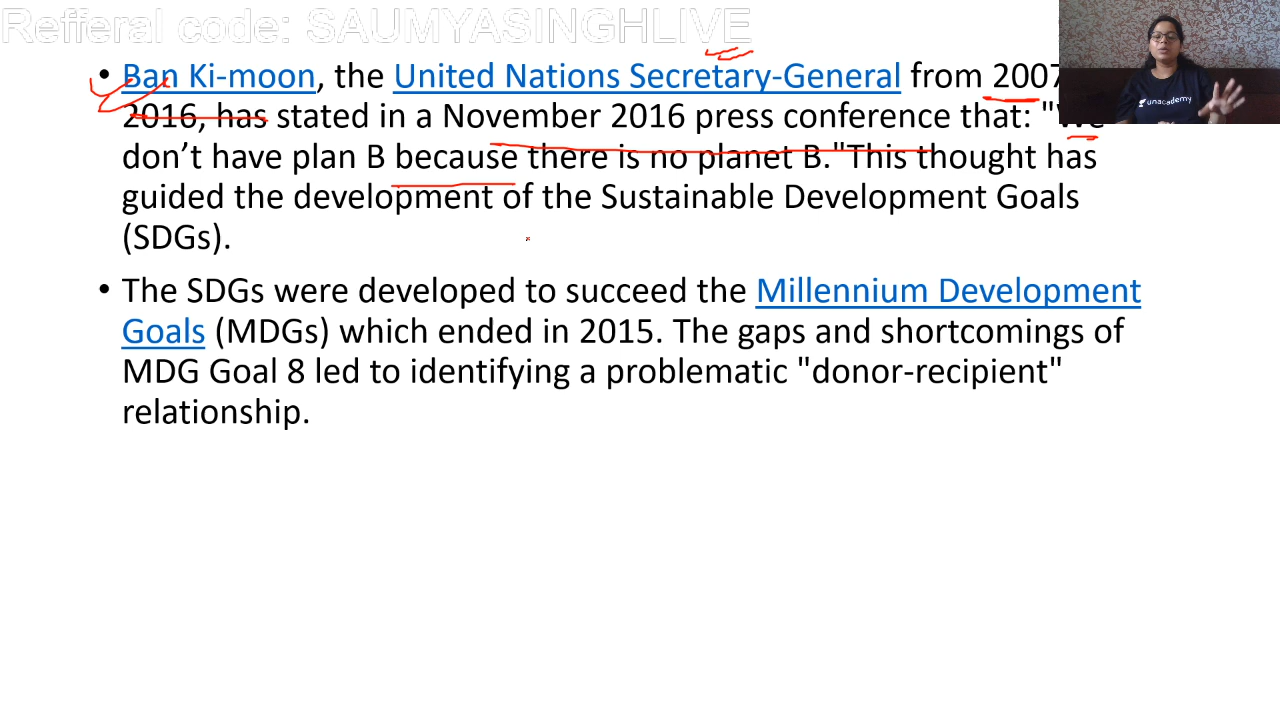 Refferal code: SAUMYASINGHLIVE
• Ban Ki-moon, the United Nations Secretary-General from 2007
2016, has stated in a November 2016 press conference that: "We
don’t have plan B because there is no planet B."This thought has
guided the development of the Sustainable Development Goals
(SDGs).
• The SDGs were developed to succeed the Millennium Development
Goals (MDGs) which ended in 2015. The gaps and shortcomings of
MDG Goal 8 led to identifying a problematic "donor-recipient"
relationship.
unacademy